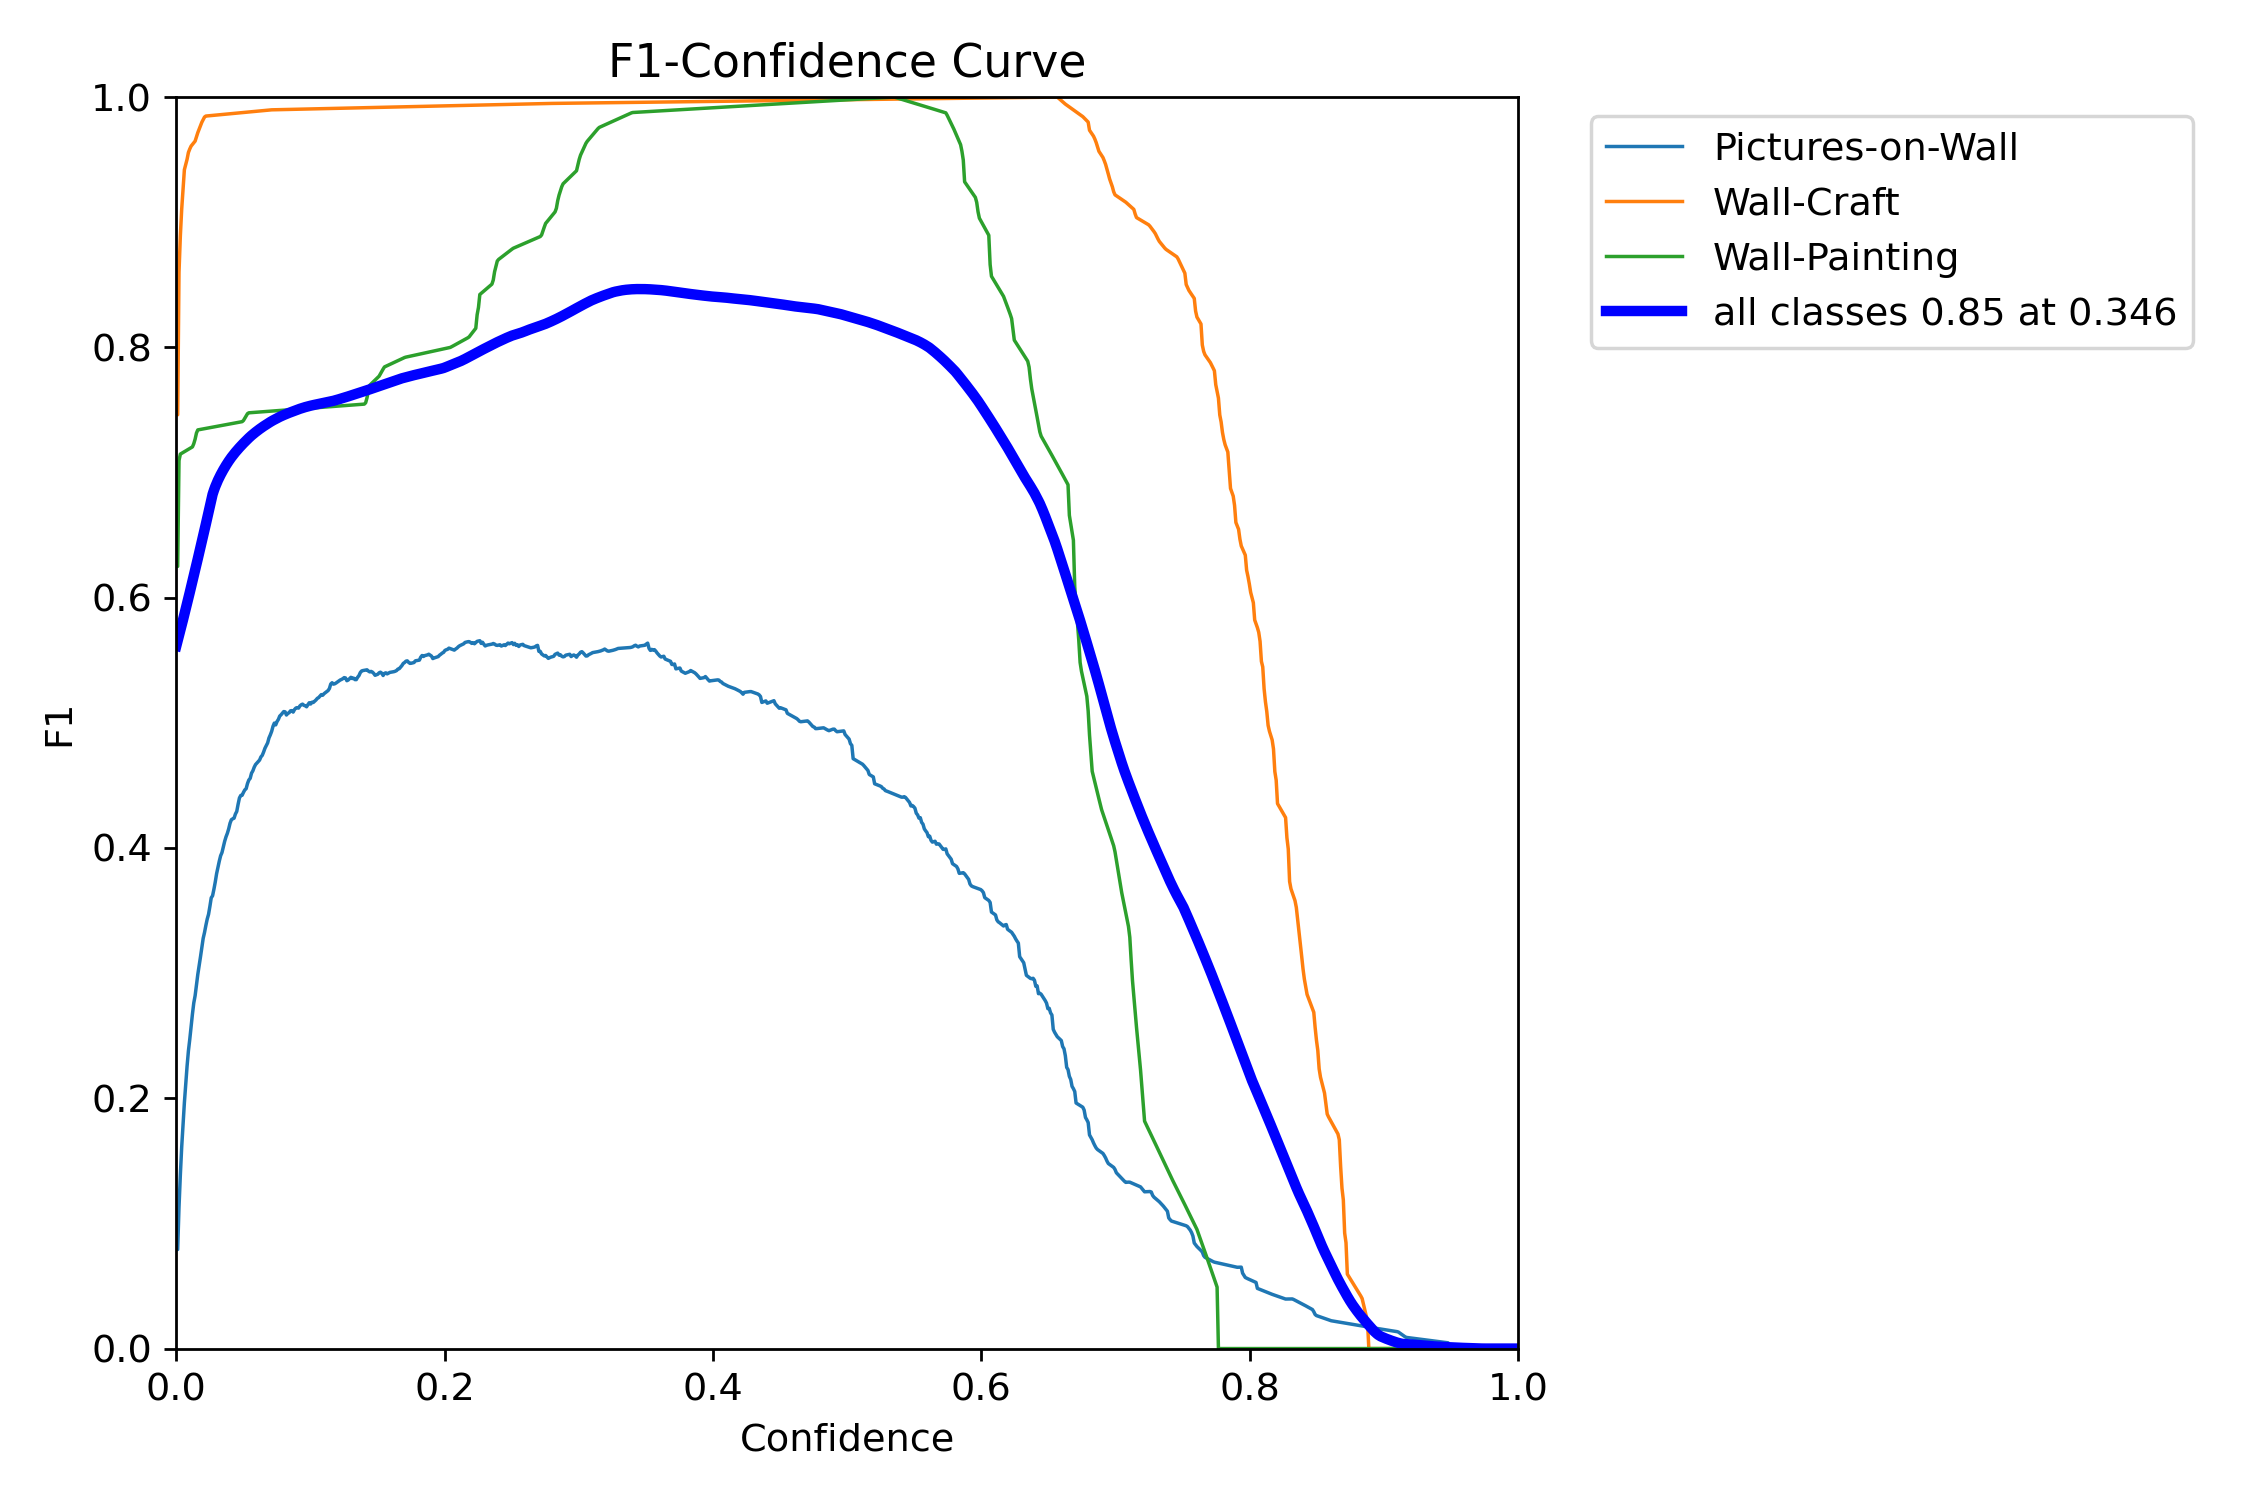 F1-Confidence Curve
1.0
0.8
0.6
0.4
0.2
0.0
F1
0.0 0.2 0.4 0.6 0.8 1.0
Confidence
Pictures-on-Wall
Wall-Craft
Wall-Painting
all classes 0.85 at 0.346